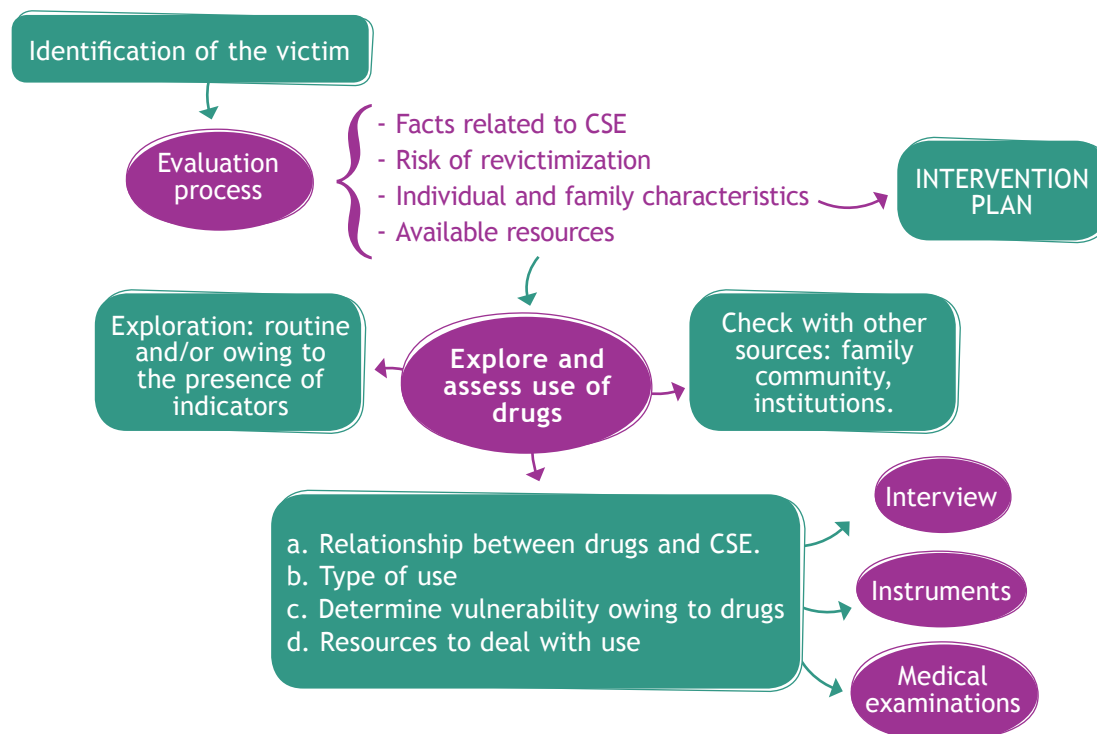 Identification of the victim
Evaluation
process
- Facts related to CSE
- Risk of revictimization
- Individual and family characteristics
- Available resources
INTERVENTION
PLAN
Exploration: routine
and/or owing to
the presence of
indicators
Explore and
assess use of
drugs
Check with other
sources: family
community,
institutions.
a. Relationship between drugs and CSE.
b. Type of use
c. Determine vulnerability owing to drugs
d. Resources to deal with use
Interview
Instruments
Medical
examinations